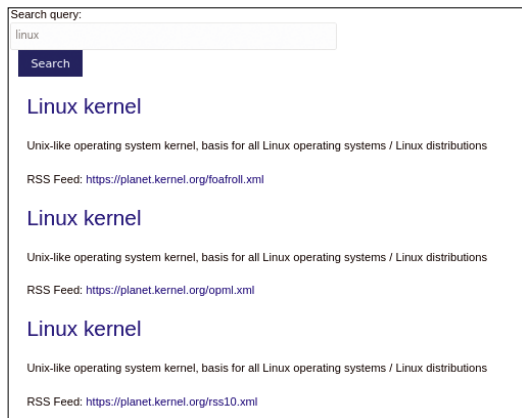 Search query:
linux
Search
Linux kernel
Unix-like operating system kernel, basis for all Linux operating systems / Linux distributions
RSS Feed: https://planet.kernel.org/foafroll.xml
Linux kernel
Unix-like operating system kernel, basis for all Linux operating systems / Linux distributions
RSS Feed: https://planet.kernel.org/opml.xml
Linux kernel
Unix-like operating system kernel, basis for all Linux operating systems / Linux distributions
RSS Feed: https://planet.kernel.org/rss10.xml